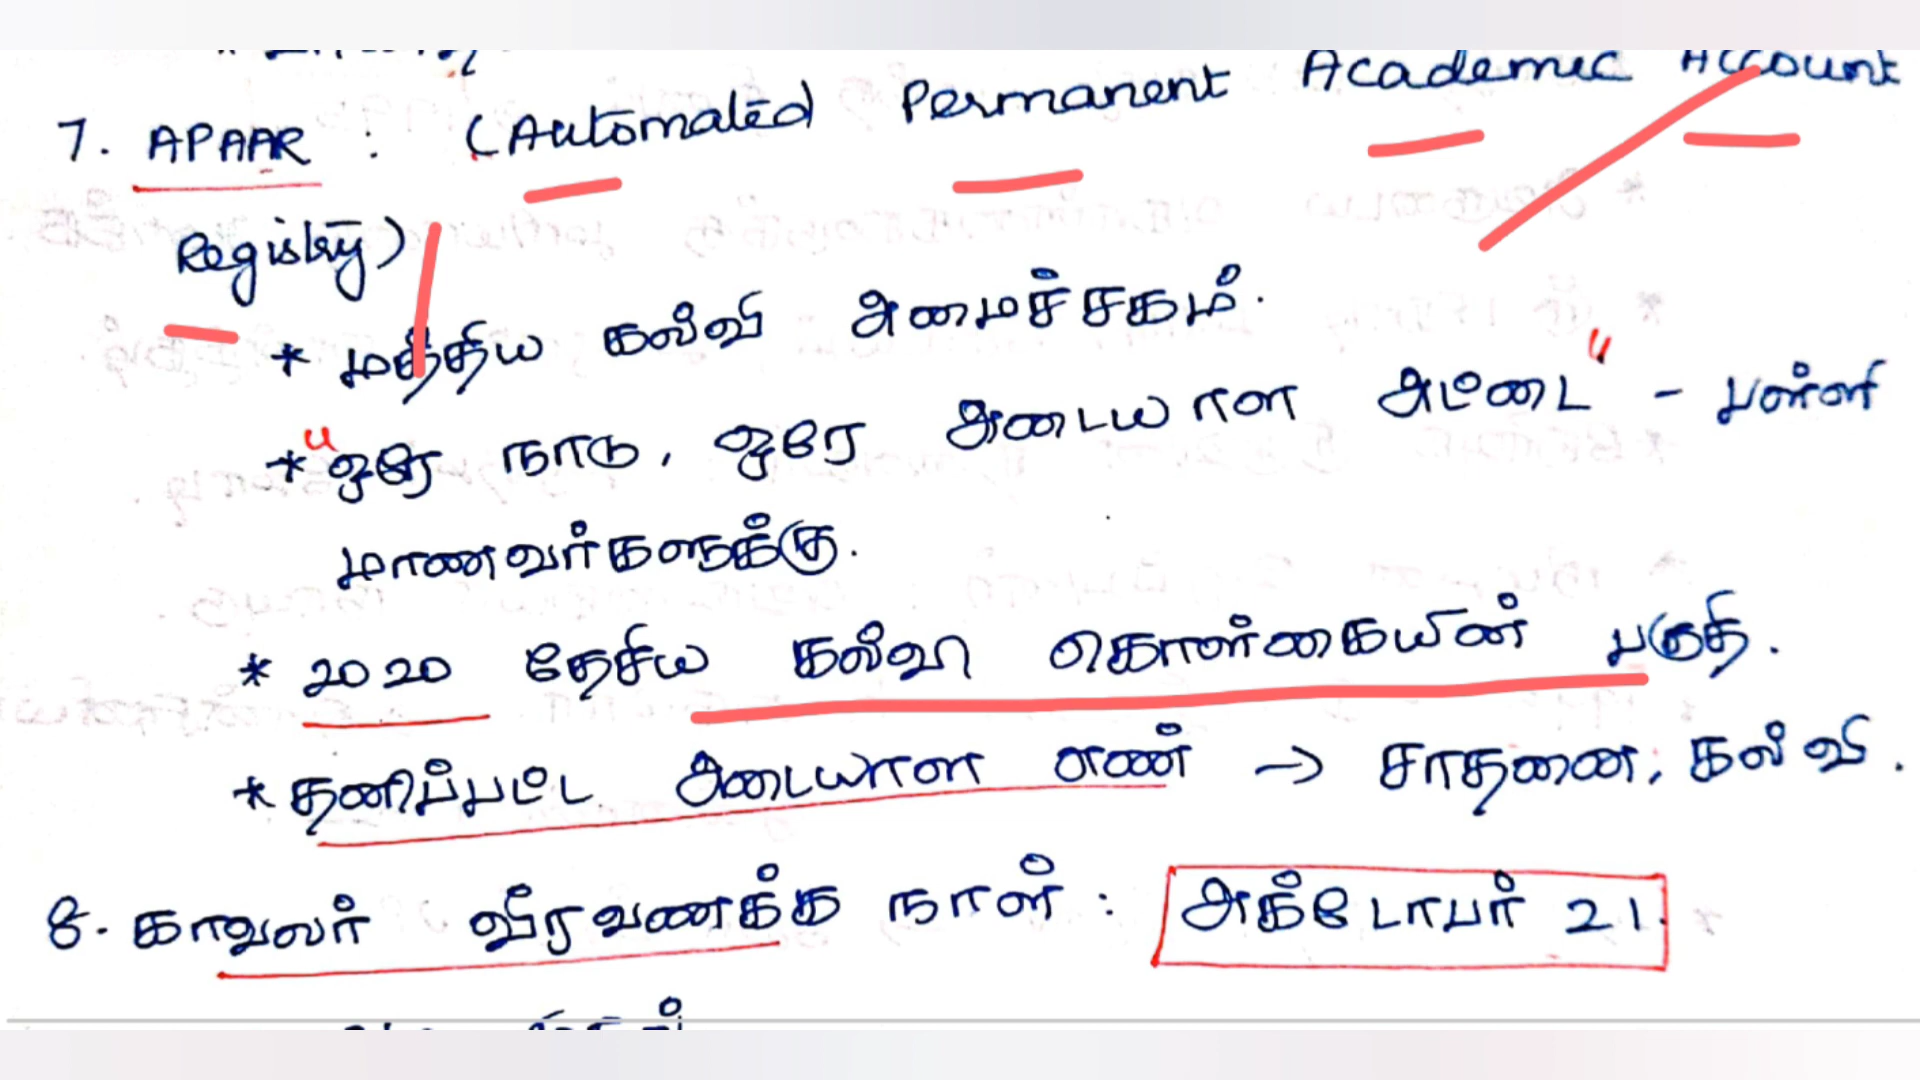 7. APAAR : (Automated Permanent Academic Account
Registry)
* மத்திய கல்வி அமைச்சகம்.
* "ஒரே நாடு, ஒரே அடையாள அட்டை" - பள்ளி
மாணவர்களுக்கு.
* 2020 தேசிய கல்வி கொள்கையின் பகுதி.
* தனிப்பட்ட அடையாள எண் → சாதனை, கல்வி.
8. காவலர் வீரவணக்க நாள் : அக்டோபர் 21.